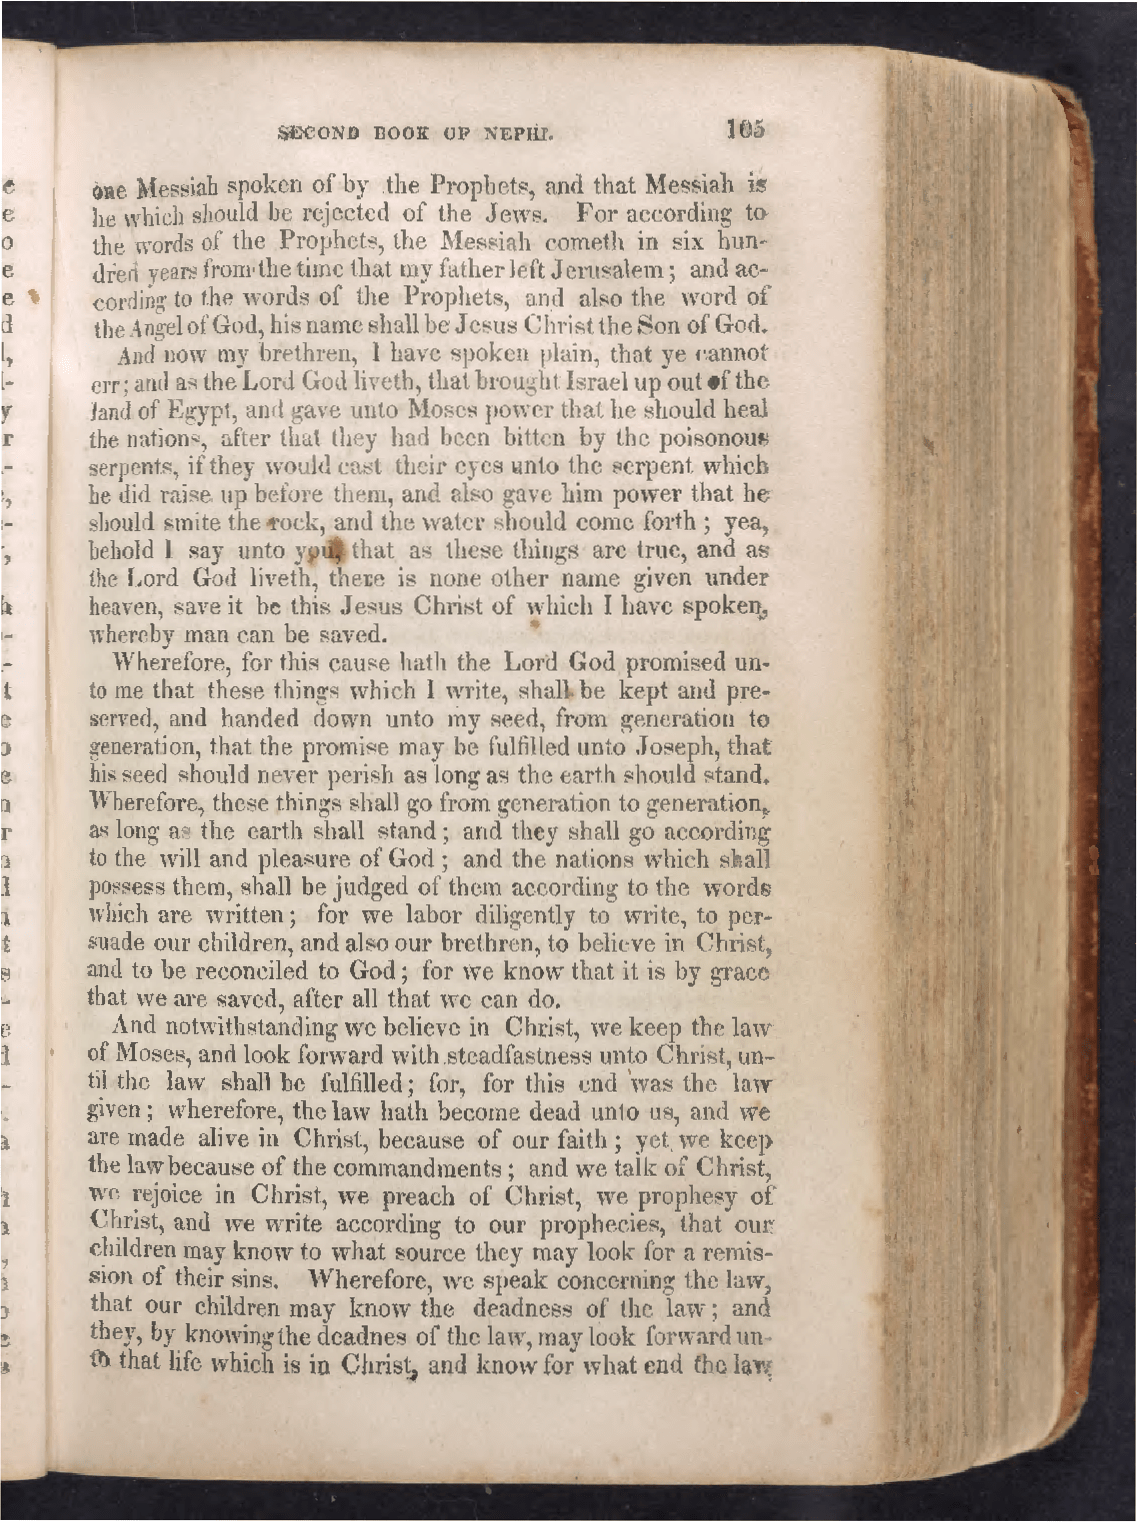 SECOND BOOK OF NEPHI. 105
one Messiah spoken of by the Prophets, and that Messiah is
he which should be rejected of the Jews. For according to
the words of the Prophets, the Messiah cometh in six hun-
dred years from the time that my father left Jerusalem; and ac-
cording to the words of the Prophets, and also the word of
the Angel of God, his name shall be Jesus Christ the Son of God.
And now my brethren, I have spoken plain, that ye cannot
err; and as the Lord God liveth, that brought Israel up out of the
land of Egypt, and gave unto Moses power that he should heal
the nations, after that they had been bitten by the poisonous
serpents, if they would cast their eyes unto the serpent which
he did raise up before them, and also gave him power that he
should smite the rock, and the water should come forth; yea,
behold I say unto you, that as these things are true, and as
the Lord God liveth, there is none other name given under
heaven, save it be this Jesus Christ of which I have spoken,
whereby man can be saved.
Wherefore, for this cause hath the Lord God promised un-
to me that these things which I write, shall be kept and pre-
served, and handed down unto my seed, from generation to
generation, that the promise may be fulfilled unto Joseph, that
his seed should never perish as long as the earth should stand.
Wherefore, these things shall go from generation to generation,
as long as the earth shall stand; and they shall go according
to the will and pleasure of God; and the nations which shall
possess them, shall be judged of them according to the words
which are written; for we labor diligently to write, to per-
suade our children, and also our brethren, to believe in Christ,
and to be reconciled to God; for we know that it is by grace
that we are saved, after all that we can do.
And notwithstanding we believe in Christ, we keep the law
of Moses, and look forward with steadfastness unto Christ, un-
til the law shall be fulfilled; for, for this end was the law
given; wherefore, the law hath become dead unto us, and we
are made alive in Christ, because of our faith; yet we keep
the law because of the commandments; and we talk of Christ,
we rejoice in Christ, we preach of Christ, we prophesy of
Christ, and we write according to our prophecies, that our
children may know to what source they may look for a remis-
sion of their sins. Wherefore, we speak concerning the law,
that our children may know the deadness of the law; and
they, by knowing the deadnes of the law, may look forward un-
to that life which is in Christ, and know for what end the law